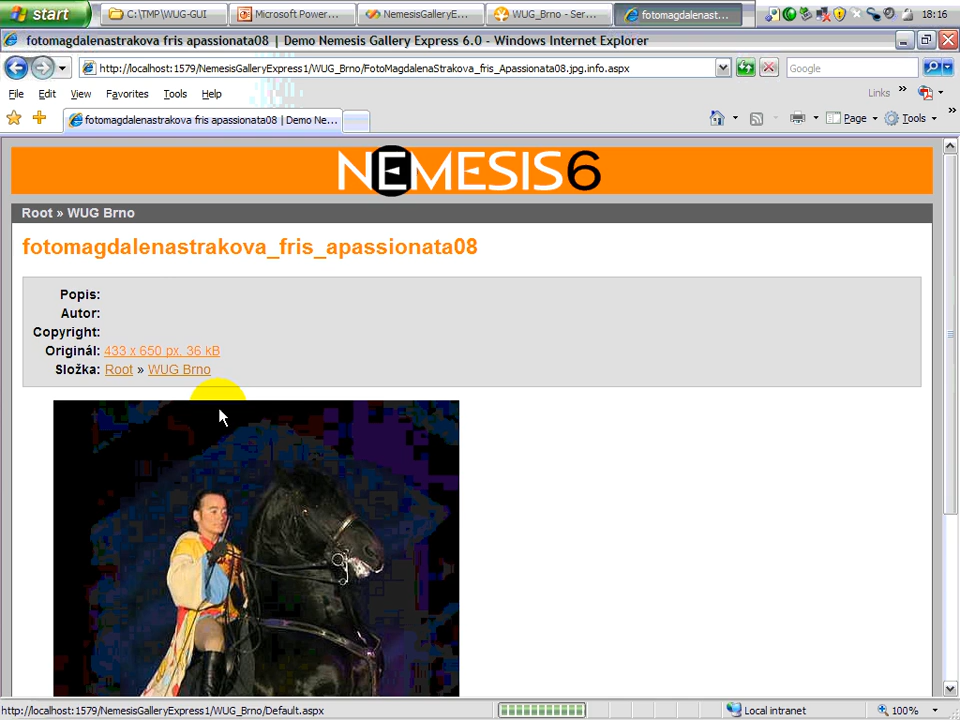 start
C:\TMP\WUG-GUI
Microsoft Power...
NemesisGalleryE...
WUG_Brno - Ser...
fotomagdalenast...
18:16
fotomagdalenastrakova fris apassionata08 | Demo Nemesis Gallery Express 6.0 - Windows Internet Explorer
http://localhost:1579/NemesisGalleryExpress1/WUG_Brno/FotoMagdalenaStrakova_fris_Apassionata08.jpg.info.aspx
Google
File Edit View Favorites Tools Help
Links »
fotomagdalenastrakova fris apassionata08 | Demo Ne...
Page
Tools
»
NEMESIS6
Root » WUG Brno
fotomagdalenastrakova_fris_apassionata08
Popis:
Autor:
Copyright:
Originál: 433 x 650 px, 36 kB
Složka: Root » WUG Brno
http://localhost:1579/NemesisGalleryExpress1/WUG_Brno/Default.aspx
Local intranet
100%